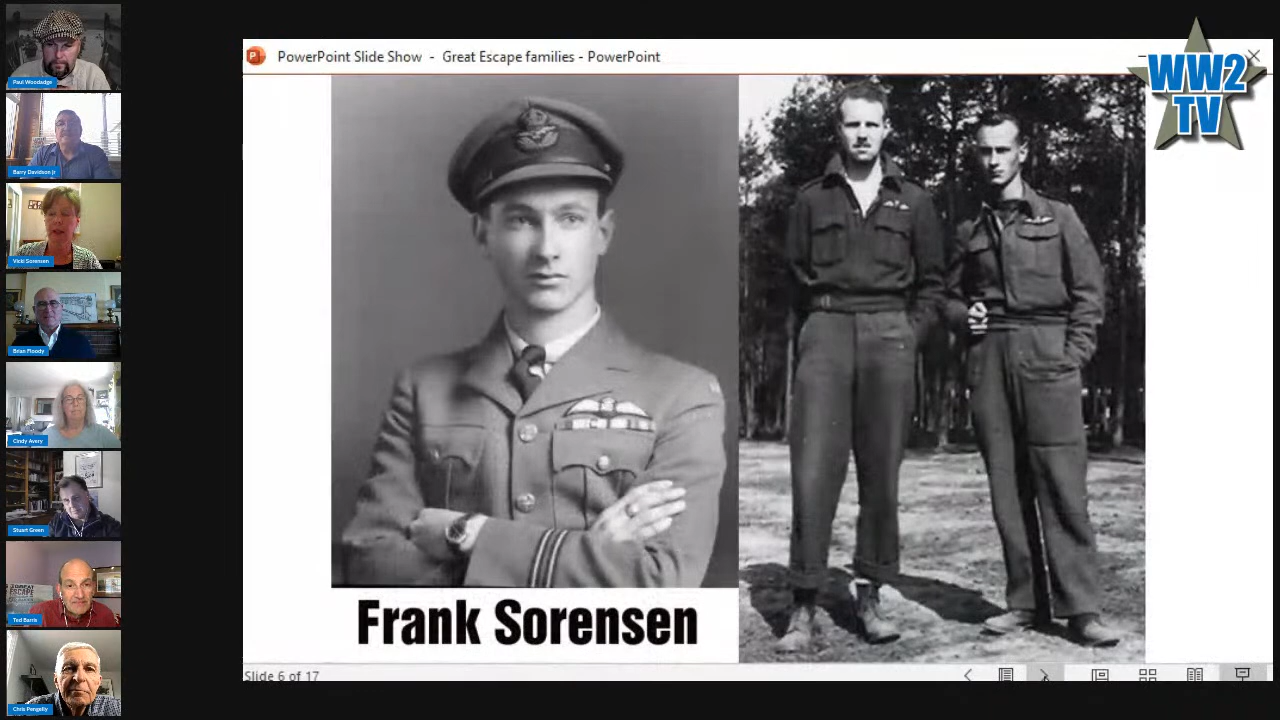 Paul Woodadge
Barry Davidson jr
Vicki Sorensen
Brian Floody
Cindy Avery
Stuart Green
Ted Barris
Chris Pengelly
PowerPoint Slide Show - Great Escape families - PowerPoint
WW2
TV
Frank Sorensen
Slide 6 of 17